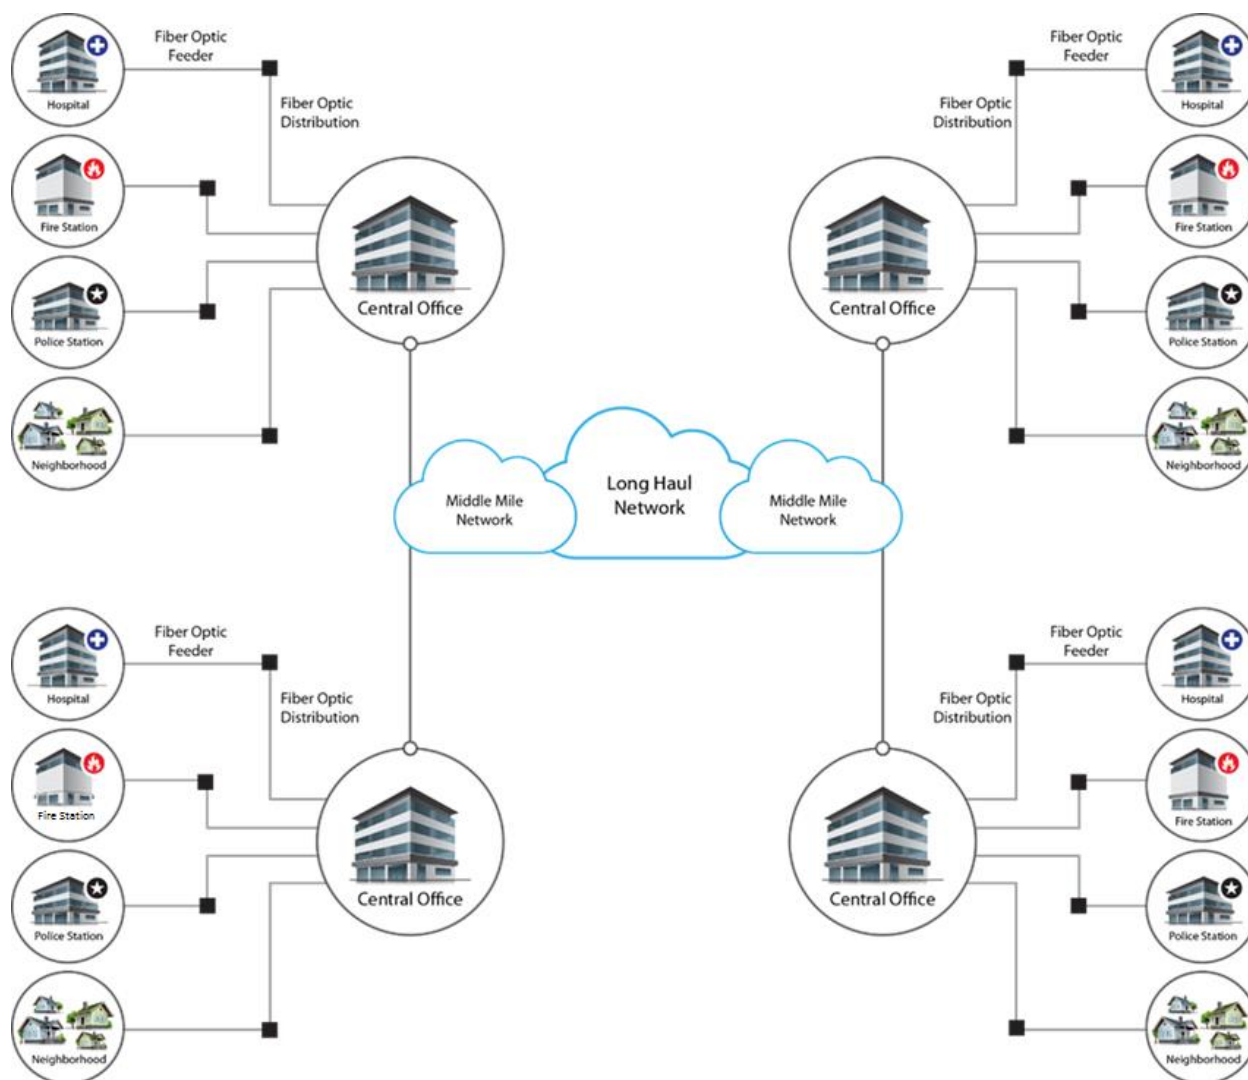 Fiber Optic
Feeder
Hospital
Fiber Optic
Distribution
Fire Station
Police Station
Neighborhood
Central Office
Fiber Optic
Feeder
Hospital
Fiber Optic
Distribution
Fire Station
Police Station
Neighborhood
Central Office
Middle Mile
Network
Long Haul
Network
Middle Mile
Network
Fiber Optic
Feeder
Hospital
Fiber Optic
Distribution
Fire Station
Police Station
Neighborhood
Central Office
Fiber Optic
Feeder
Hospital
Fiber Optic
Distribution
Fire Station
Police Station
Neighborhood
Central Office